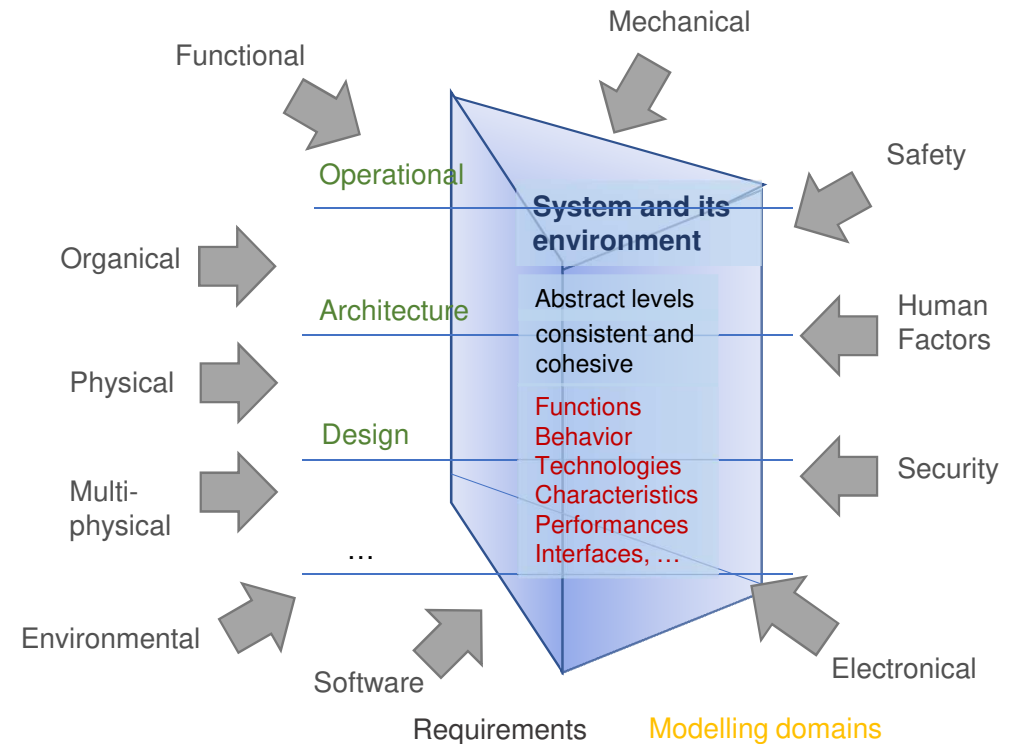 Mechanical
Functional
Safety
Operational
System and its
environment
Organical
Architecture
Abstract levels
consistent and
cohesive
Human
Factors
Physical
Design
Functions
Behavior
Technologies
Characteristics
Performances
Interfaces, …
Security
Multi-
physical
…
Environmental
Software
Electronical
Requirements
Modelling domains